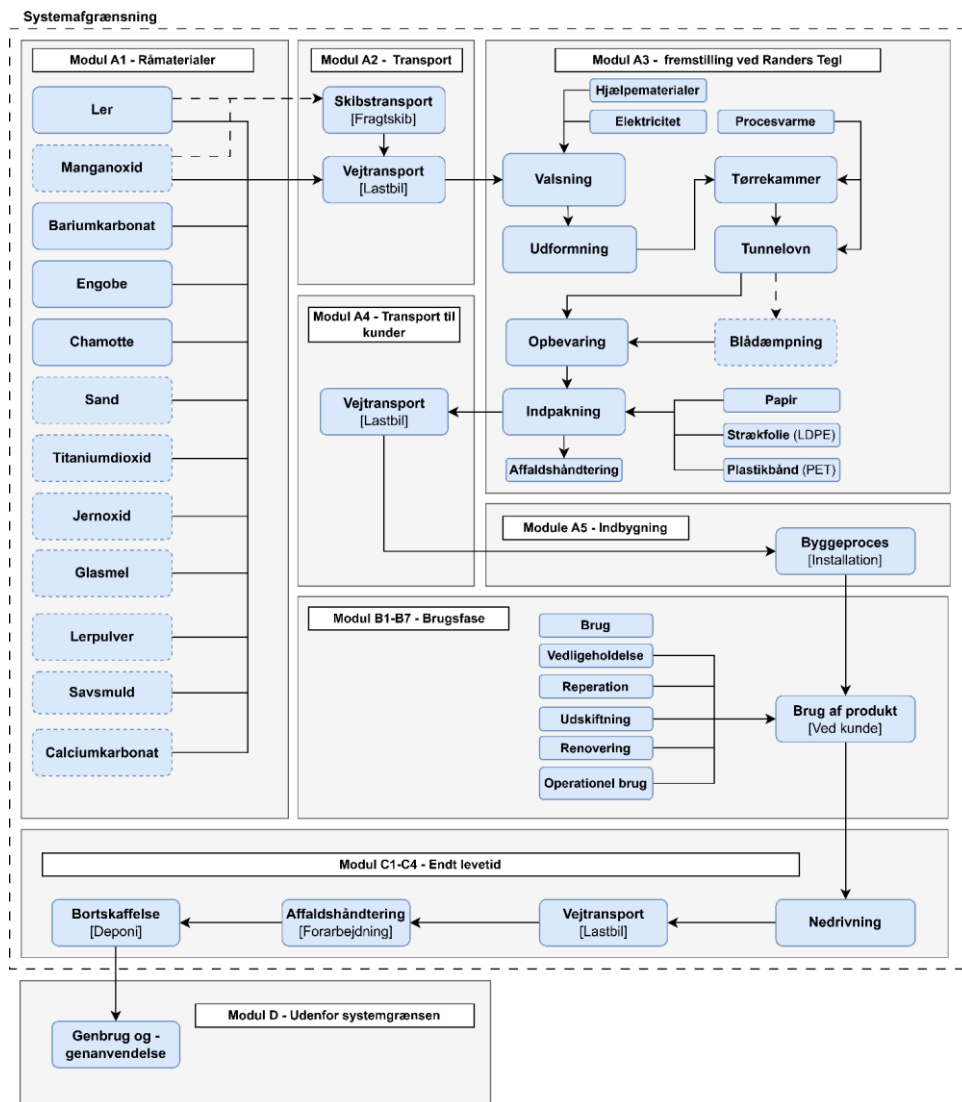 Systemafgrænsning
Modul A1 - Råmaterialer
Ler
Manganoxid
Bariumkarbonat
Engobe
Chamotte
Sand
Titaniumdioxid
Jernoxid
Glasmel
Lerpulver
Savsmuld
Calciumkarbonat
Modul A2 - Transport
Skibstransport
[Fragtskib]
Vejtransport
[Lastbil]
Modul A3 - fremstilling ved Randers Tegl
Hjælpematerialer
Elektricitet
Procesvarme
Valsning
Tørrekammer
Udformning
Tunnelovn
Opbevaring
Blådæmpning
Indpakning
Papir
Strækfolie (LDPE)
Plastikbånd (PET)
Affaldshåndtering
Modul A4 - Transport til
kunder
Vejtransport
[Lastbil]
Module A5 - Indbygning
Byggeproces
[Installation]
Modul B1-B7 - Brugsfase
Brug
Vedligeholdelse
Reperation
Udskiftning
Renovering
Operationel brug
Brug af produkt
[Ved kunde]
Modul C1-C4 - Endt levetid
Bortskaffelse
[Deponi]
Affaldshåndtering
[Forarbejdning]
Vejtransport
[Lastbil]
Nedrivning
Modul D - Udenfor systemgrænsen
Genbrug og -
genanvendelse